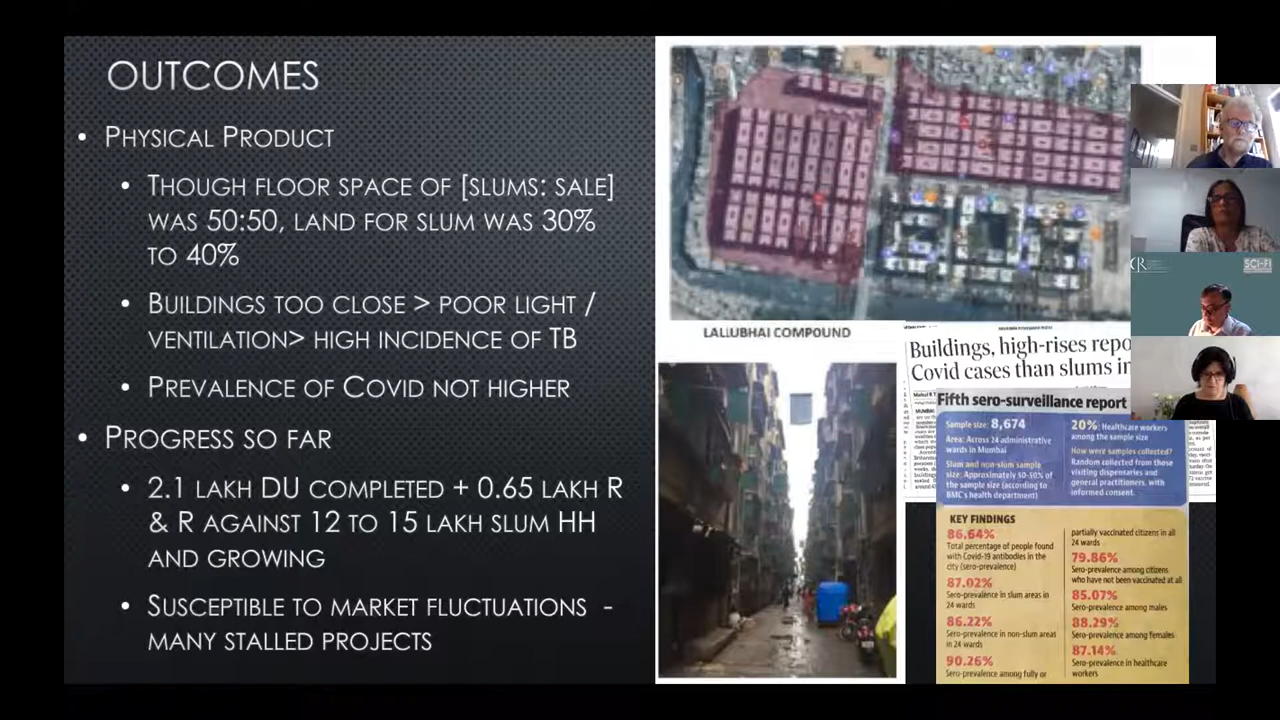 OUTCOMES
• PHYSICAL PRODUCT
• THOUGH FLOOR SPACE OF [SLUMS: SALE]
WAS 50:50, LAND FOR SLUM WAS 30%
TO 40%
• BUILDINGS TOO CLOSE > POOR LIGHT /
VENTILATION> HIGH INCIDENCE OF TB
• PREVALENCE OF COVID NOT HIGHER
• PROGRESS SO FAR
• 2.1 LAKH DU COMPLETED + 0.65 LAKH R
& R AGAINST 12 TO 15 LAKH SLUM HH
AND GROWING
• SUSCEPTIBLE TO MARKET FLUCTUATIONS -
MANY STALLED PROJECTS
LALLUBHAI COMPOUND
Buildings, high-rises repo
Covid cases than slums in
Fifth sero-surveillance report
Sample size: 8,674
Area: Across 24 administrative
wards in Mumbai
Slum and non-slum sample
size: Approximately 50-50% of
the sample size (according to
BMC's health department)
20%: Healthcare workers
among the sample size
How were samples collected?
Random collected from those
visiting dispensaries and
general practitioners, with
informed consent.
KEY FINDINGS
86.64%
Total percentage of people found
with Covid-19 antibodies in the
city (sero-prevalence)
87.02%
Sero-prevalence in slum areas in
24 wards
86.22%
Sero-prevalence in non-slum areas
in 24 wards
90.26%
Sero-prevalence among fully or
partially vaccinated citizens in all
24 wards
79.86%
Sero-prevalence among citizens
who have not been vaccinated at all
85.07%
Sero-prevalence among males
88.29%
Sero-prevalence among females
87.14%
Sero-prevalence in healthcare
workers
SCI-FI